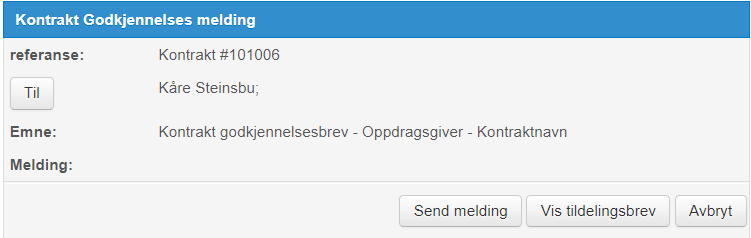 Kontrakt Godkjennelses melding
referanse: Kontrakt #101006
Til Kåre Steinsbu;
Emne: Kontrakt godkjennelsesbrev - Oppdragsgiver - Kontraktnavn
Melding:
Send melding Vis tildelingsbrev Avbryt